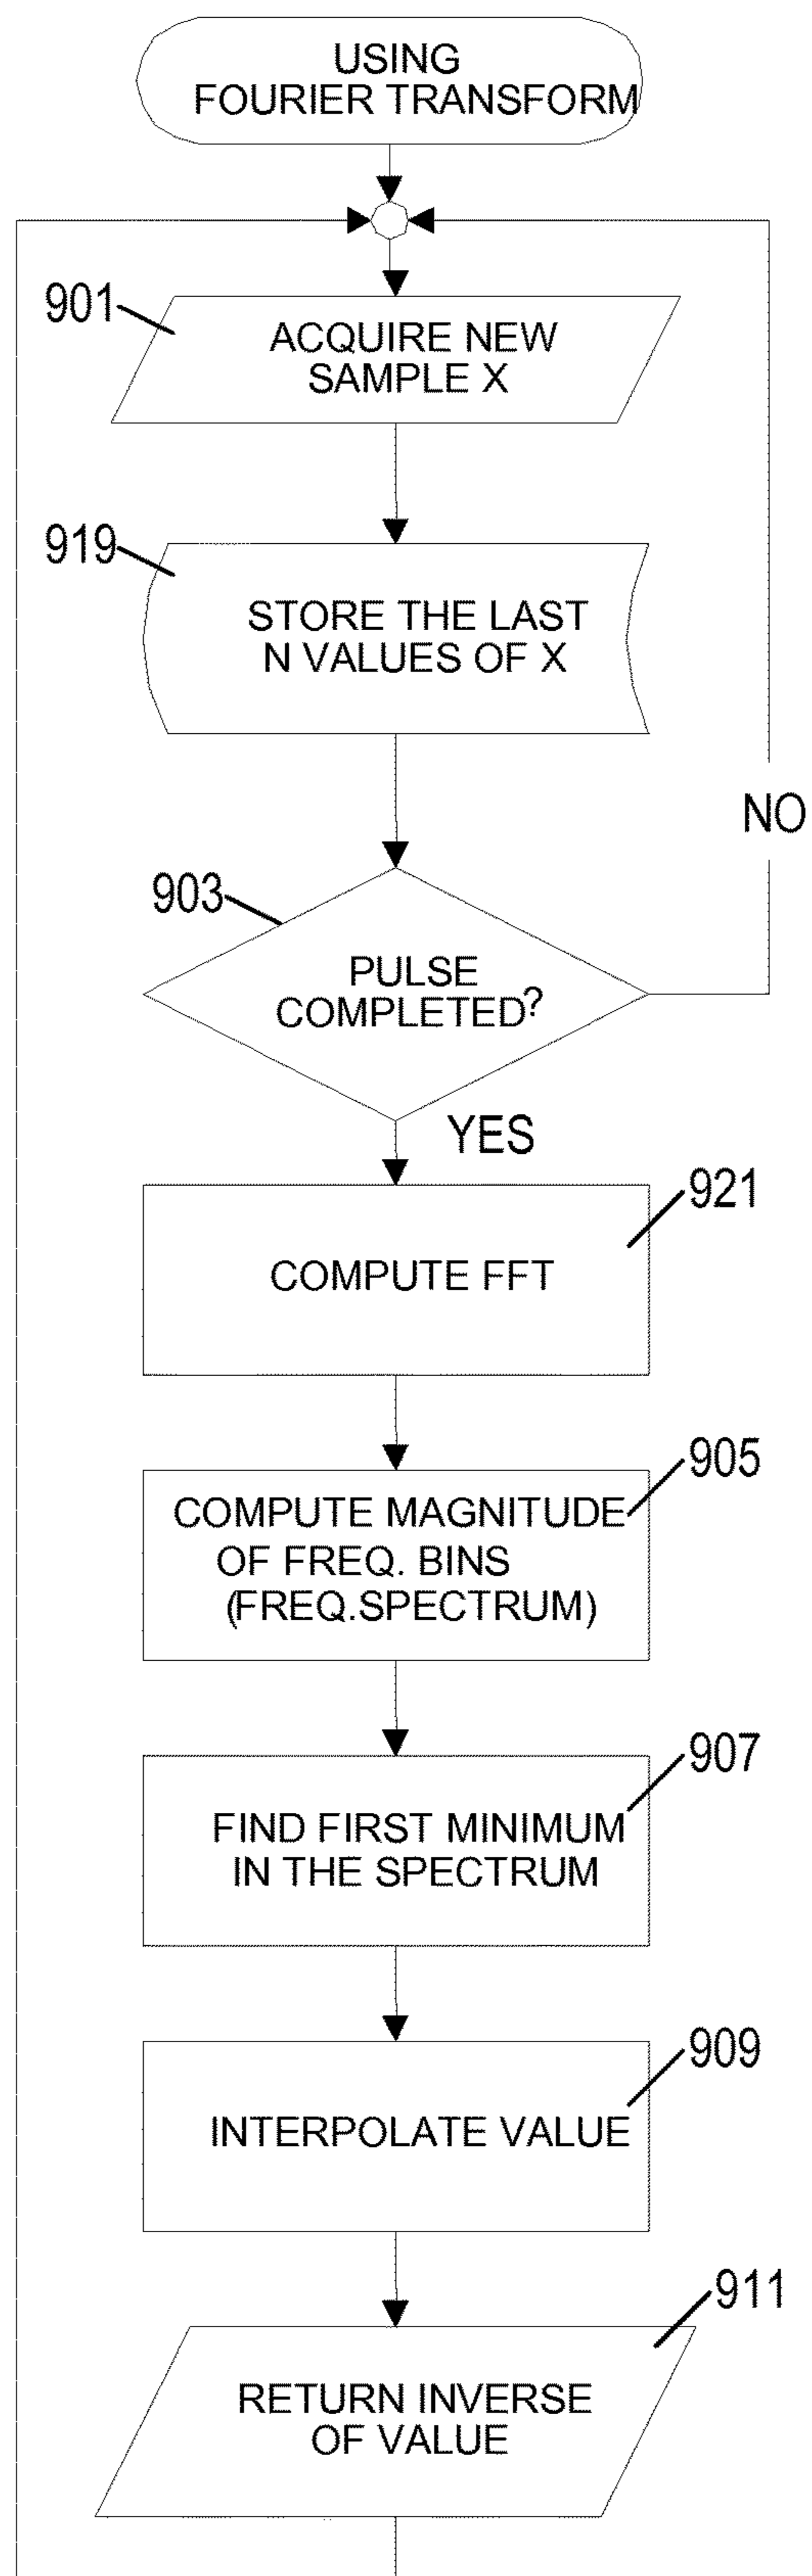 USING
FOURIER TRANSFORM
901
ACQUIRE NEW
SAMPLE X
919
STORE THE LAST
N VALUES OF X
NO
903
PULSE
COMPLETED?
YES
921
COMPUTE FFT
905
COMPUTE MAGNITUDE
OF FREQ. BINS
(FREQ.SPECTRUM)
907
FIND FIRST MINIMUM
IN THE SPECTRUM
909
INTERPOLATE VALUE
911
RETURN INVERSE
OF VALUE